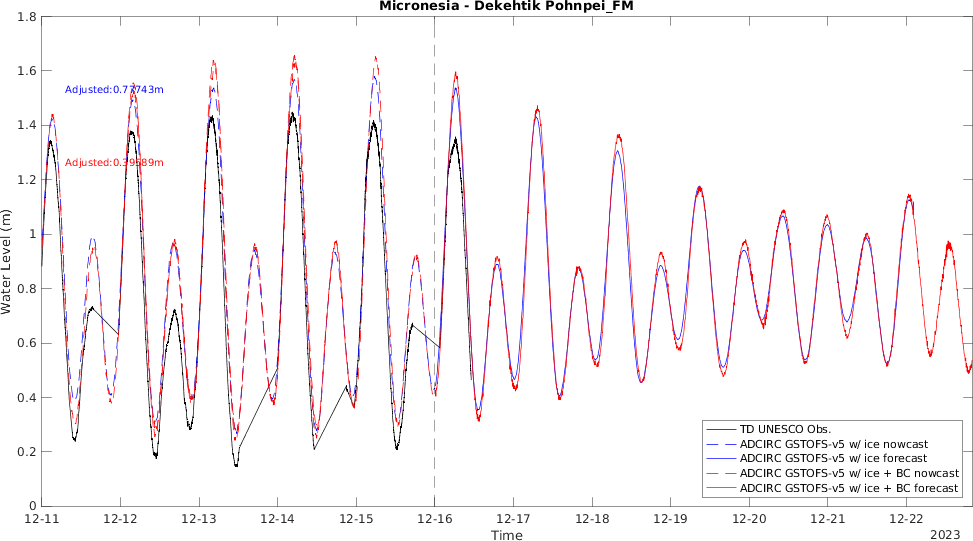 Micronesia - Dekehtik Pohnpei_FM
1.8
1.6
1.4
1.2
1
0.8
0.6
0.4
0.2
0
Water Level (m)
Adjusted:0.77743m
Adjusted:0.39589m
TD UNESCO Obs.
ADCIRC GSTOFS-v5 w/ ice nowcast
ADCIRC GSTOFS-v5 w/ ice forecast
ADCIRC GSTOFS-v5 w/ ice + BC nowcast
ADCIRC GSTOFS-v5 w/ ice + BC forecast
12-11 12-12 12-13 12-14 12-15 12-16 12-17 12-18 12-19 12-20 12-21 12-22
2023
Time